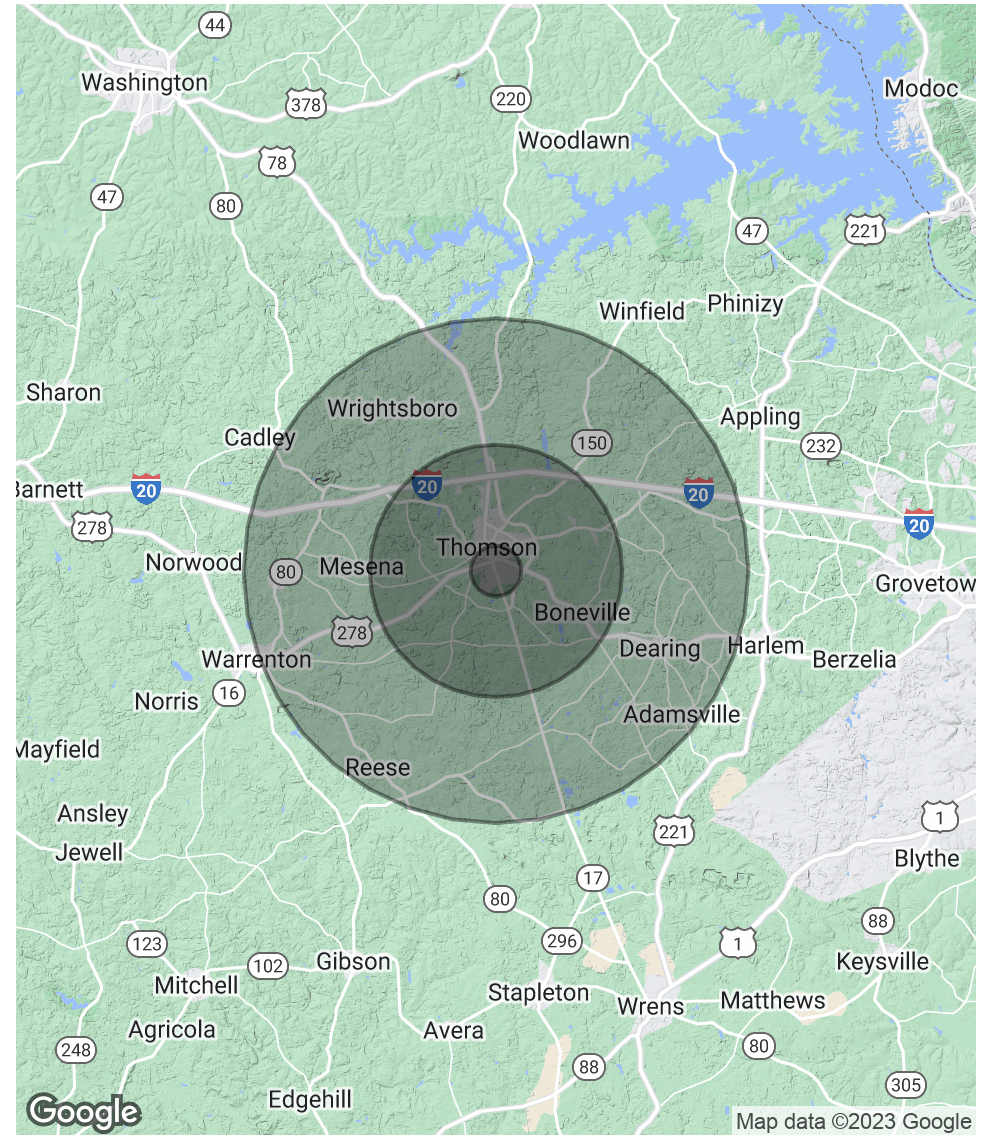 44
Washington
Modoc
378
220
Woodlawn
78
47
80
47
221
Winfield
Phinizy
Sharon
Wrightsboro
Appling
Cadley
150
232
Barnett
20
20
20
20
278
Thomson
Norwood
80
Mesena
Grovetow
Boneville
278
Dearing
Harlem
Warrenton
Berzelia
16
Norris
Adamsville
Mayfield
Reese
Ansley
1
221
Jewell
Blythe
17
80
88
123
296
1
102
Gibson
Keysville
Mitchell
Stapleton
Wrens
Matthews
Agricola
Avera
248
80
88
305
Edgehill
Google
Map data ©2023 Google